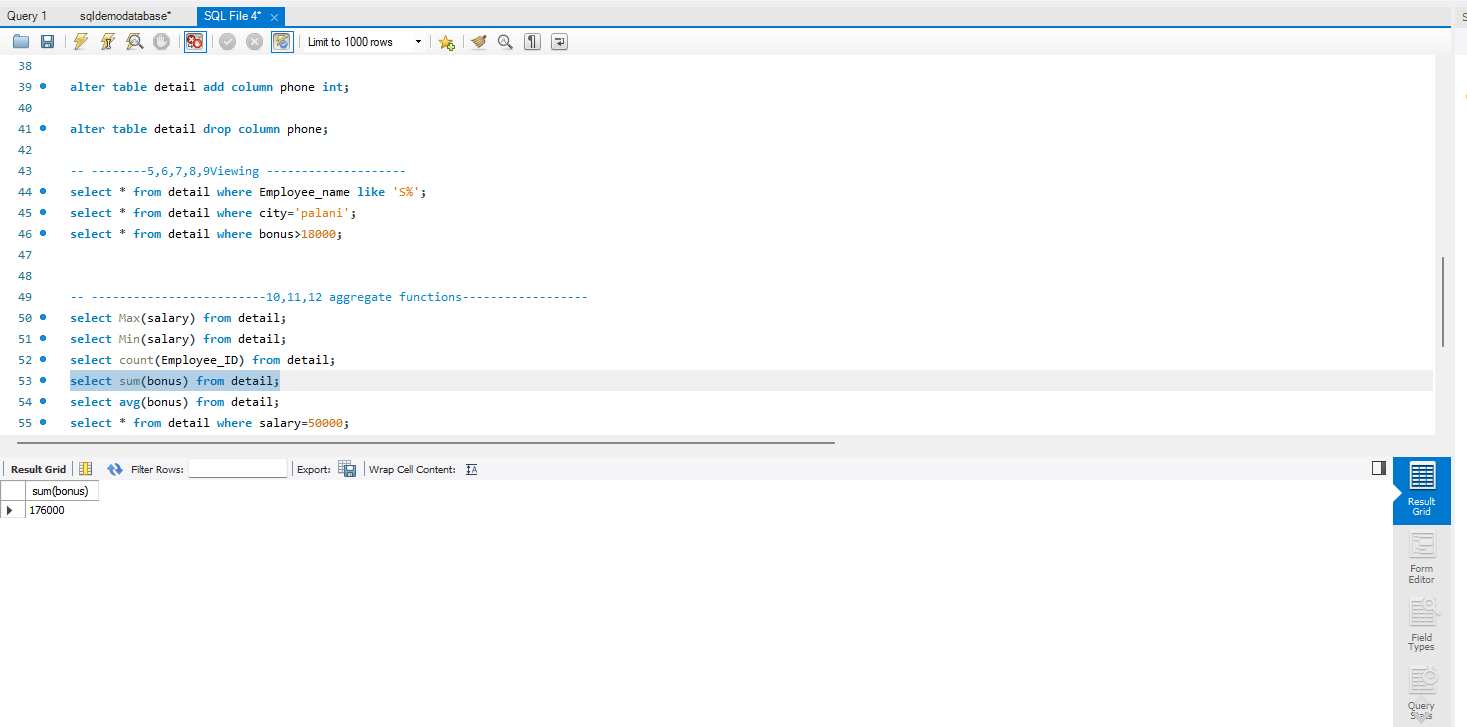 Query 1 sqldemodatabase* SQL File 4*
Limit to 1000 rows
38
39 alter table detail add column phone int;
40
41 alter table detail drop column phone;
42
43 -- --------5,6,7,8,9Viewing --------------------
44 select * from detail where Employee_name like 'S%';
45 select * from detail where city='palani';
46 select * from detail where bonus>18000;
47
48
49 -- -------------------------10,11,12 aggregate functions------------------
50 select Max(salary) from detail;
51 select Min(salary) from detail;
52 select count(Employee_ID) from detail;
53 select sum(bonus) from detail;
54 select avg(bonus) from detail;
55 select * from detail where salary=50000;
Result Grid Filter Rows: Export: Wrap Cell Content:
sum(bonus)
176000
Result
Grid
Form
Editor
Field
Types
Query
Stats